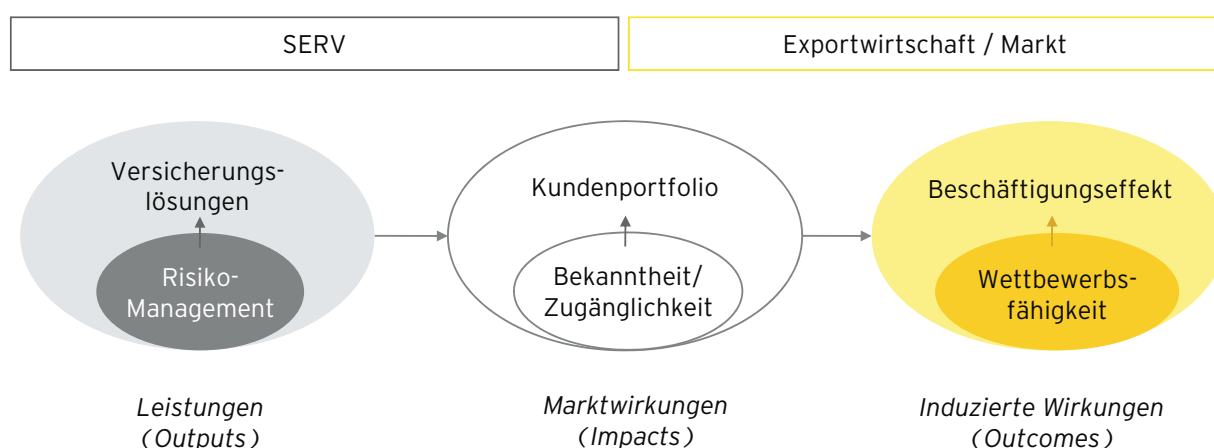 SERV
Exportwirtschaft / Markt
Versicherungs-
lösungen
Risiko-
Management
Kundenportfolio
Bekanntheit/
Zugänglichkeit
Beschäftigungseffekt
Wettbewerbs-
fähigkeit
Leistungen
(Outputs)
Marktwirkungen
(Impacts)
Induzierte Wirkungen
(Outcomes)